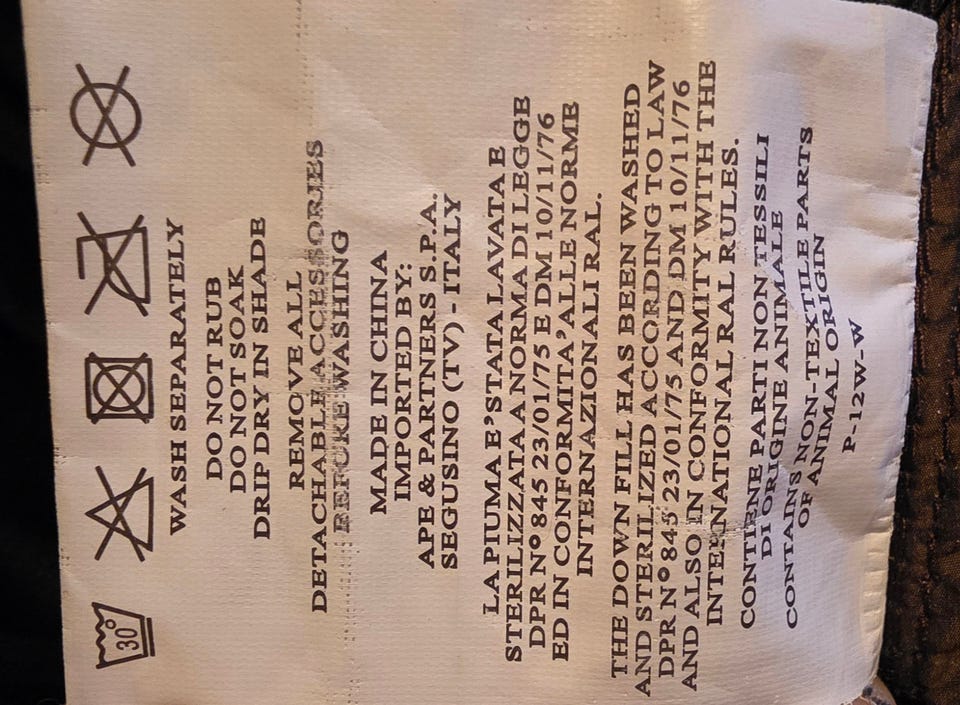 30°
WASH SEPARATELY
DO NOT RUB
DO NOT SOAK
DRIP DRY IN SHADE
REMOVE ALL
DETACHABLE ACCESSORIES
BEFORE WASHING
MADE IN CHINA
IMPORTED BY:
APE & PARTNERS S.P.A.
SEGUSINO (TV) - ITALY
LA PIUMA E' STATA LAVATA E
STERILIZZATA A NORMA DI LEGGE
DPR N° 845 23/01/75 E DM 10/11/76
ED IN CONFORMITA' ALLE NORME
INTERNAZIONALI RAL.
THE DOWN FILL HAS BEEN WASHED
AND STERILIZED ACCORDING TO LAW
DPR N° 845 23/01/75 AND DM 10/11/76
AND ALSO IN CONFORMITY WITH THE
INTERNATIONAL RAL RULES.
CONTIENE PARTI NON TESSILI
DI ORIGINE ANIMALE
CONTAINS NON-TEXTILE PARTS
OF ANIMAL ORIGIN
P-12W-W